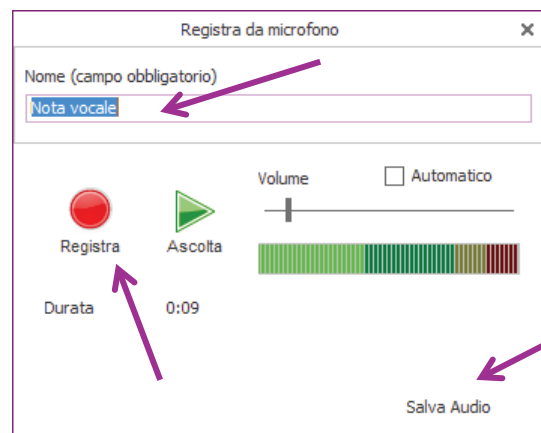 Registra da microfono
Nome (campo obbligatorio)
Nota vocale
Volume
Automatico
Registra
Ascolta
Durata
0:09
Salva Audio